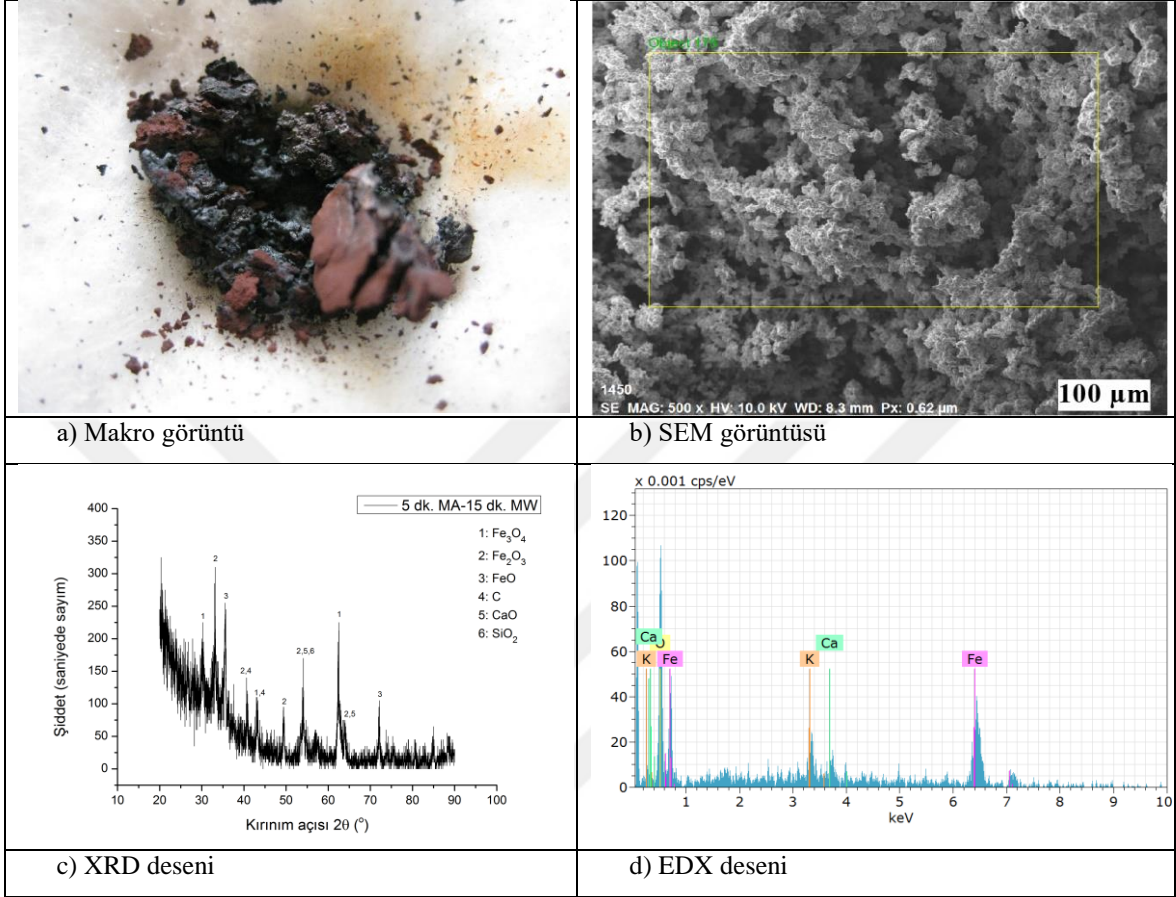 Object 1178
1450
SE MAG: 500 x HV: 10.0 kV WD: 8.3 mm Px: 0.62 µm
100 µm
a) Makro görüntü
b) SEM görüntüsü
5 dk. MA-15 dk. MW
1: Fe₃O₄
2: Fe₂O₃
3: FeO
4: C
5: CaO
6: SiO₂
Şiddet (saniyede sayım)
400
350
300
250
200
150
100
50
0
1
2
3
2,4
1,4
2
2,5,6
1
2,5
3
10 20 30 40 50 60 70 80 90 100
Kırınım açısı 2θ (°)
x 0.001 cps/eV
120
100
80
60
40
20
0
Ca
O
K
Fe
K
Ca
Fe
1 2 3 4 5 6 7 8 9 10
keV
c) XRD deseni
d) EDX deseni